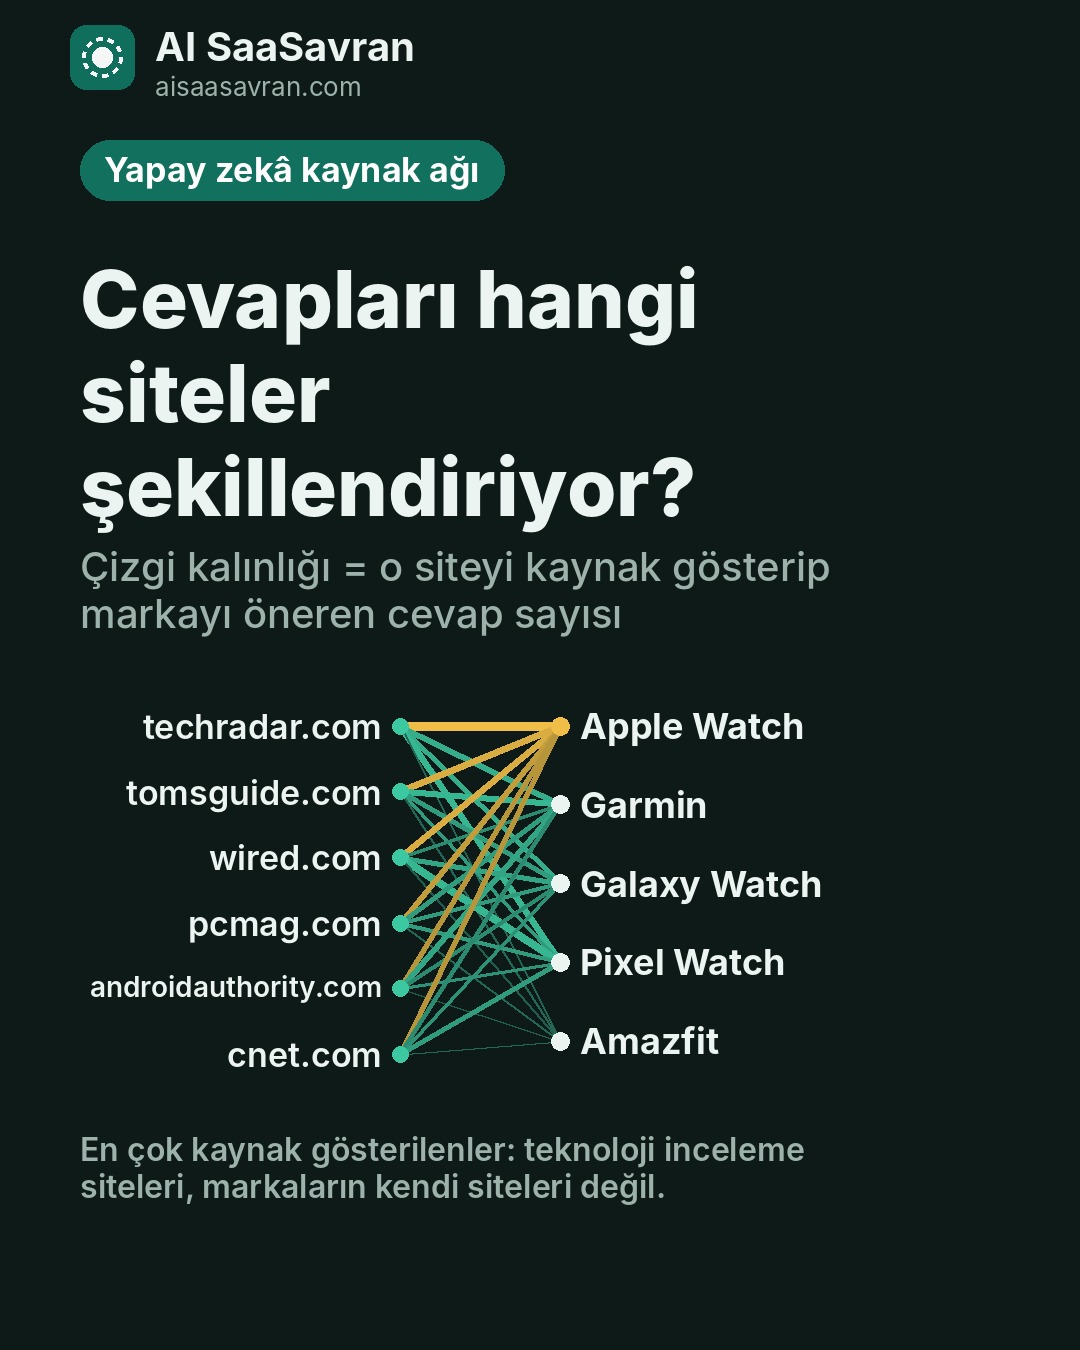 AI SaaSavran
aisaasavran.com
Yapay zekâ kaynak ağı
Cevapları hangi
siteler
şekillendiriyor?
Çizgi kalınlığı = o siteyi kaynak gösterip
markayı öneren cevap sayısı
techradar.com
tomsguide.com
wired.com
pcmag.com
androidauthority.com
cnet.com
Apple Watch
Garmin
Galaxy Watch
Pixel Watch
Amazfit
En çok kaynak gösterilenler: teknoloji inceleme
siteleri, markaların kendi siteleri değil.